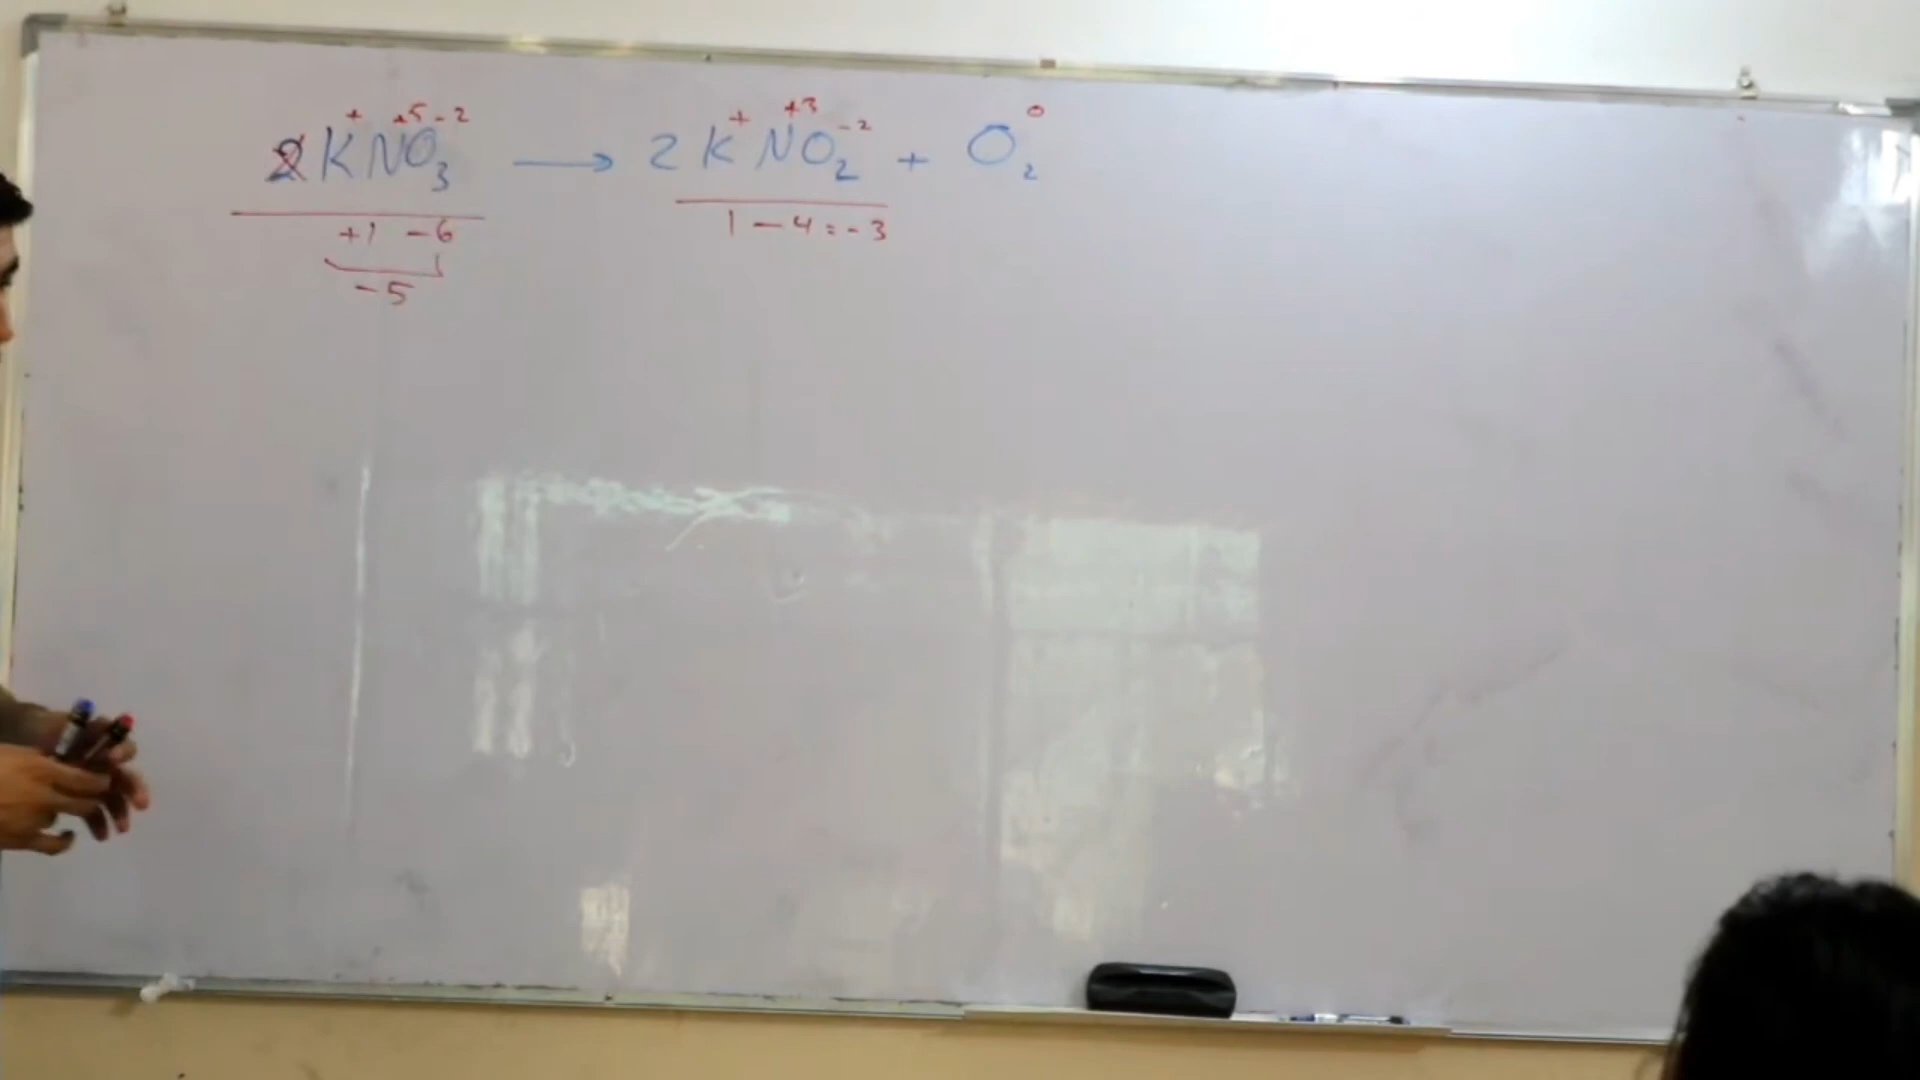 + +5 -2 + +3 -2 0
2KNO3 → 2KNO2 + O2
+1 -6 1 - 4 = -3
-5